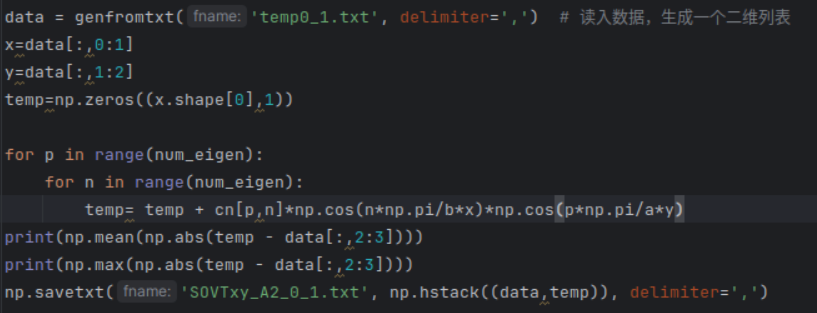 data = genfromtxt( fname: 'temp0_1.txt', delimiter=',')  # 读入数据，生成一个二维列表
x=data[:,0:1]
y=data[:,1:2]
temp=np.zeros((x.shape[0],1))
for p in range(num_eigen):
    for n in range(num_eigen):
        temp= temp + cn[p,n]*np.cos(n*np.pi/b*x)*np.cos(p*np.pi/a*y)
print(np.mean(np.abs(temp - data[:,2:3])))
print(np.max(np.abs(temp - data[:,2:3])))
np.savetxt( fname: 'SOVTxy_A2_0_1.txt', np.hstack((data,temp)), delimiter=',')